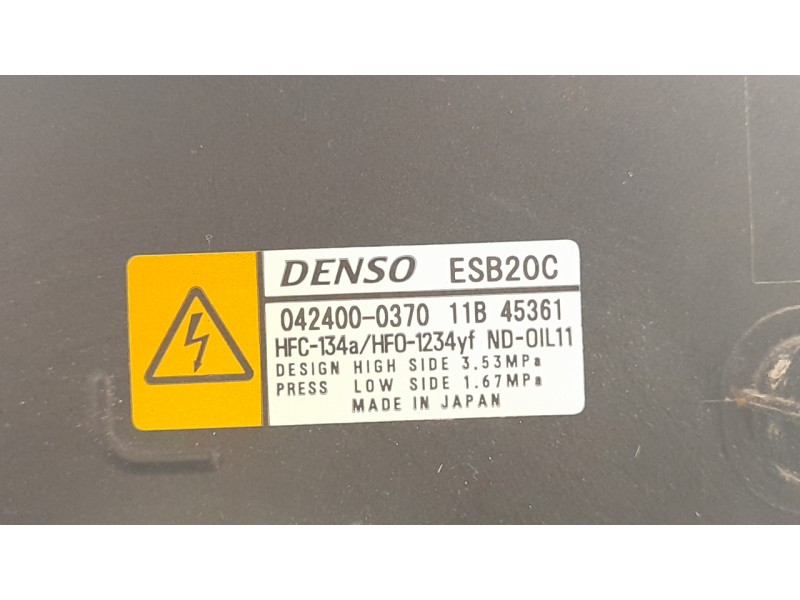 DENSO ESB20C
042400-0370 11B 45361
HFC-134a/HFO-1234yf ND-OIL11
DESIGN HIGH SIDE 3.53MPa
PRESS LOW SIDE 1.67MPa
MADE IN JAPAN